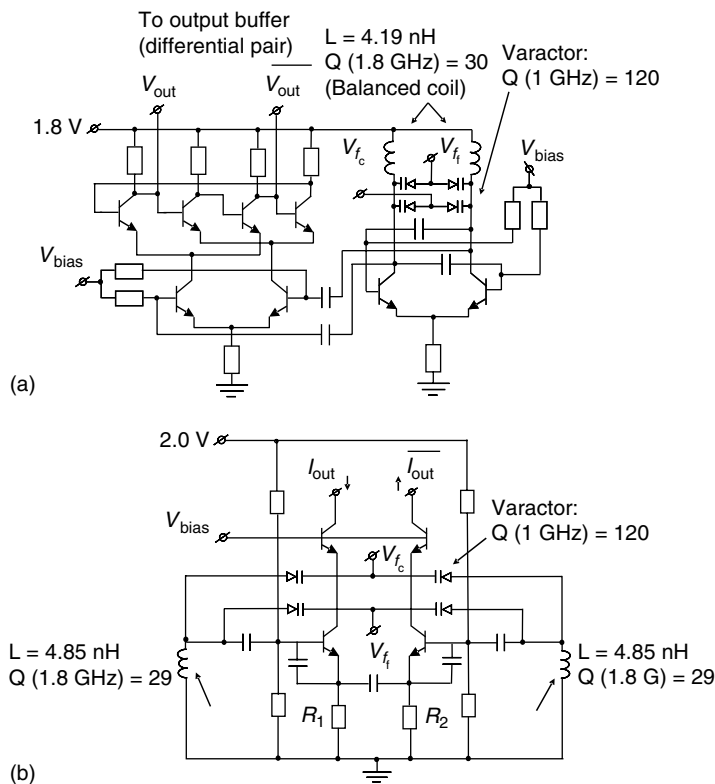 To output buffer
(differential pair)
L = 4.19 nH
Q (1.8 GHz) = 30
(Balanced coil)
Varactor:
Q (1 GHz) = 120
V_out
V̅_out
1.8 V
V_fc
V_ff
V_bias
V_bias
(a)
2.0 V
I_out
I̅_out
V_bias
Varactor:
Q (1 GHz) = 120
V_fc
V_ff
L = 4.85 nH
Q (1.8 GHz) = 29
L = 4.85 nH
Q (1.8 G) = 29
R_1
R_2
(b)